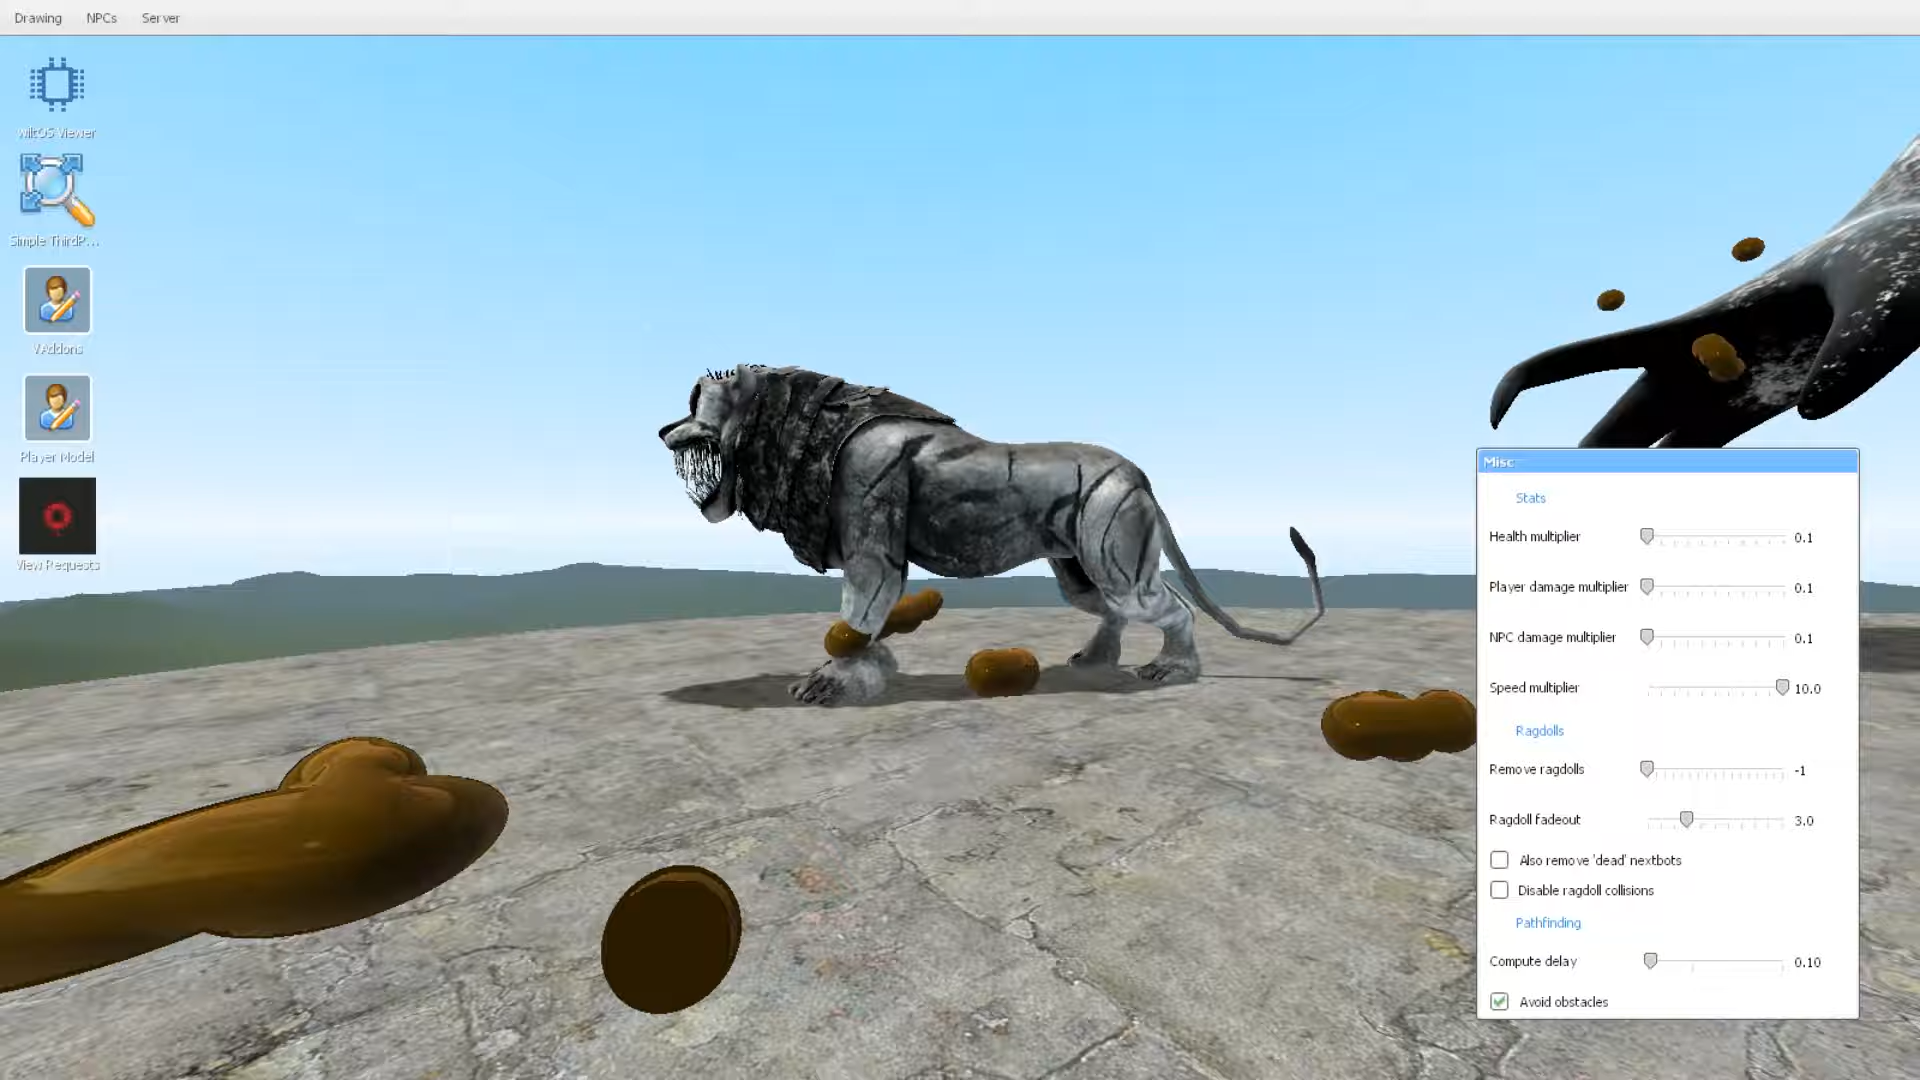 Drawing NPCs Server
wiltOS Viewer
Simple ThirdP...
VAddons
Player Model
View Requests
Misc
Stats
Health multiplier 0.1
Player damage multiplier 0.1
NPC damage multiplier 0.1
Speed multiplier 10.0
Ragdolls
Remove ragdolls -1
Ragdoll fadeout 3.0
Also remove 'dead' nextbots
Disable ragdoll collisions
Pathfinding
Compute delay 0.10
Avoid obstacles